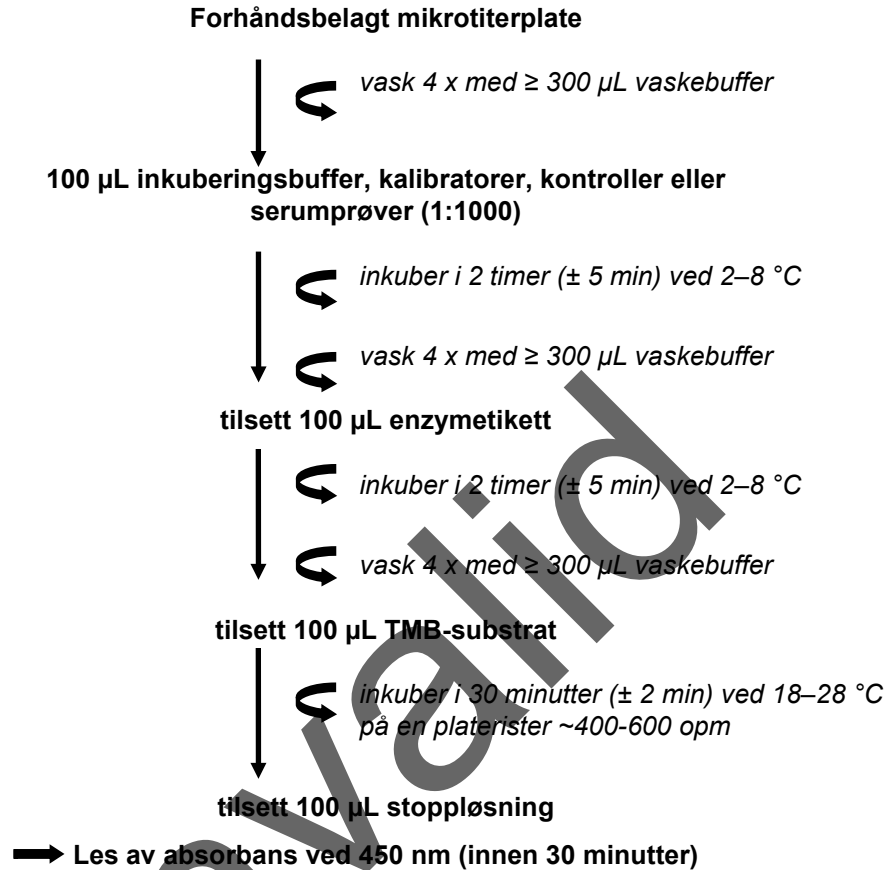 Forhåndsbelagt mikrotiterplate
vask 4 x med ≥ 300 µL vaskebuffer
100 µL inkuberingsbuffer, kalibratorer, kontroller eller
serumprøver (1:1000)
inkuber i 2 timer (± 5 min) ved 2–8 °C
vask 4 x med ≥ 300 µL vaskebuffer
tilsett 100 µL enzymetikett
inkuber i 2 timer (± 5 min) ved 2–8 °C
vask 4 x med ≥ 300 µL vaskebuffer
tilsett 100 µL TMB-substrat
inkuber i 30 minutter (± 2 min) ved 18–28 °C
på en platerister ~400-600 opm
tilsett 100 µL stoppløsning
Les av absorbans ved 450 nm (innen 30 minutter)